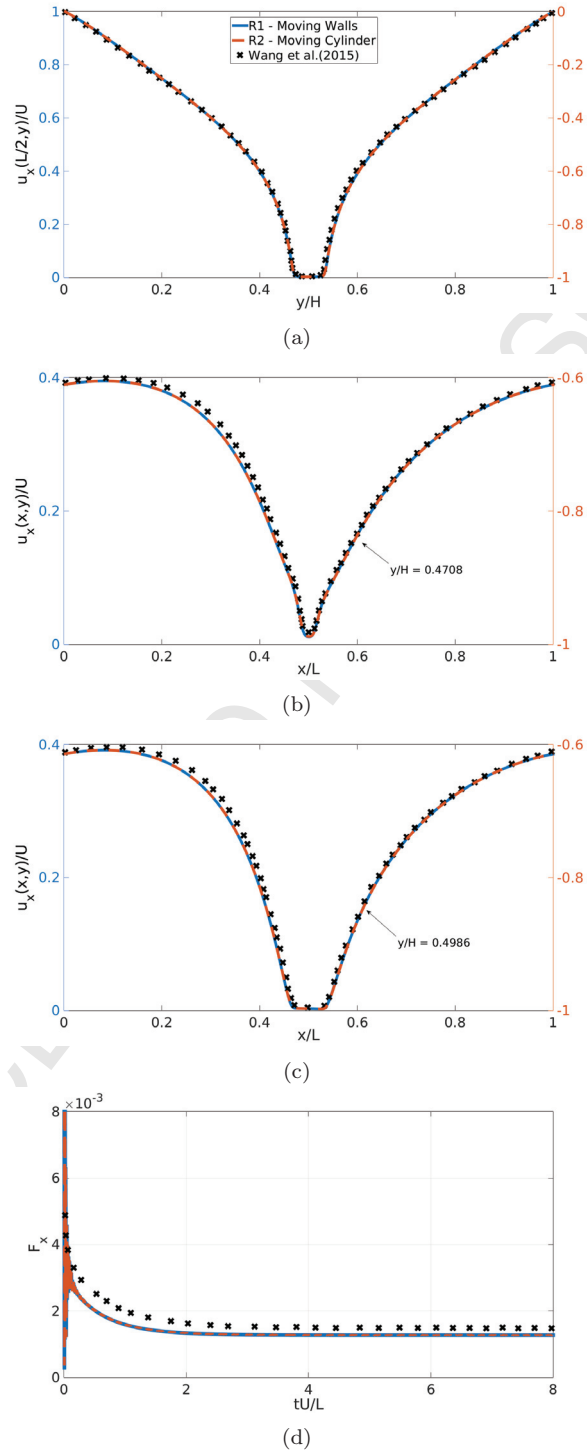 R1 - Moving Walls
R2 - Moving Cylinder
Wang et al.(2015)
1
0.8
0.6
0.4
0.2
0
u_x(L/2,y)/U
0
-0.2
-0.4
-0.6
-0.8
-1
0 0.2 0.4 0.6 0.8 1
y/H
(a)
0.4
0.2
0
u_x(x,y)/U
-0.6
-0.8
-1
y/H = 0.4708
0 0.2 0.4 0.6 0.8 1
x/L
(b)
0.4
0.2
0
u_x(x,y)/U
-0.6
-0.8
-1
y/H = 0.4986
0 0.2 0.4 0.6 0.8 1
x/L
(c)
×10^-3
8
6
4
2
0
F_x
0 2 4 6 8
tU/L
(d)